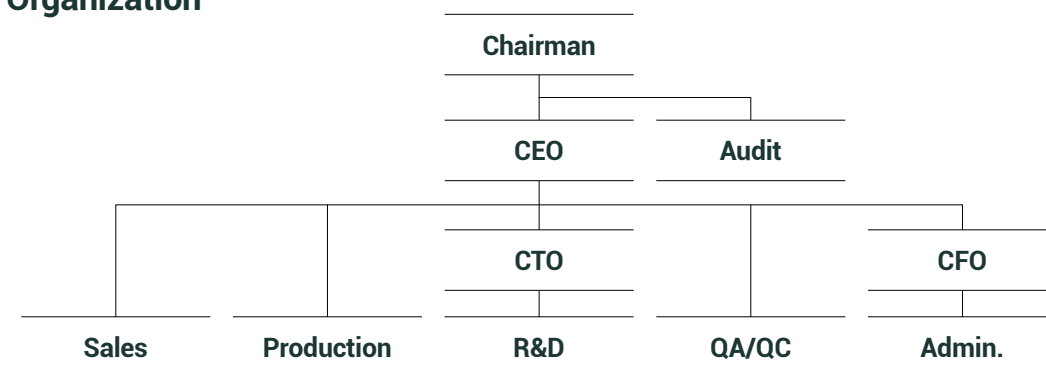 Organization
Chairman
CEO Audit
CTO CFO
Sales Production R&D QA/QC Admin.